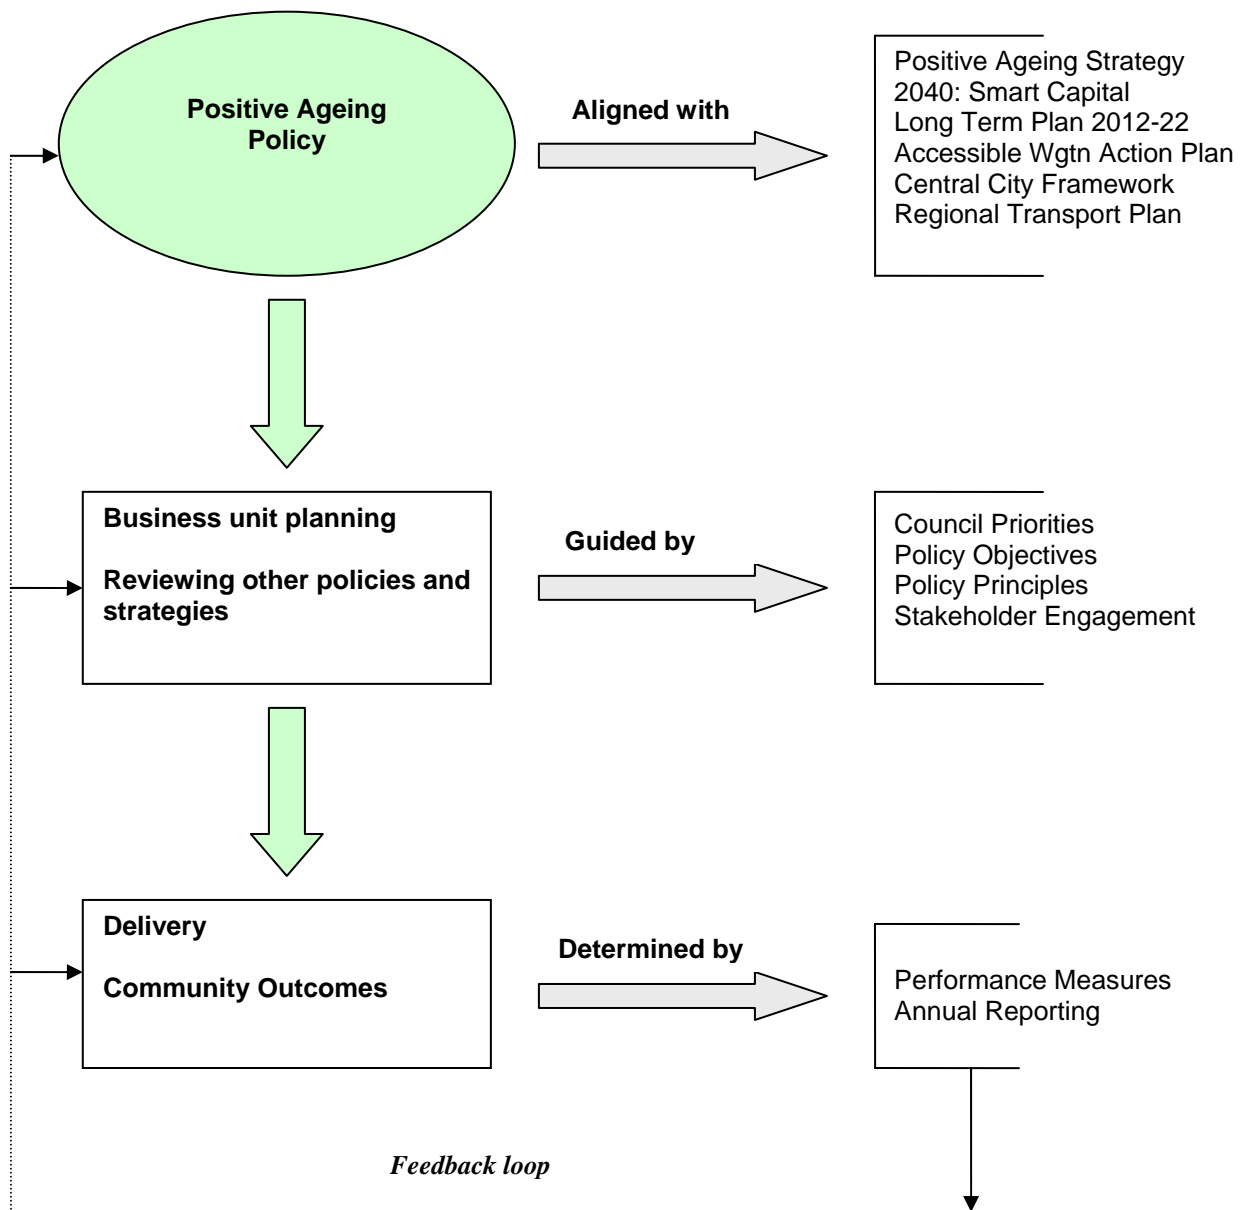 Positive Ageing
Policy
Aligned with
Positive Ageing Strategy
2040: Smart Capital
Long Term Plan 2012-22
Accessible Wgtn Action Plan
Central City Framework
Regional Transport Plan
Business unit planning
Reviewing other policies and
strategies
Guided by
Council Priorities
Policy Objectives
Policy Principles
Stakeholder Engagement
Delivery
Community Outcomes
Determined by
Performance Measures
Annual Reporting
Feedback loop